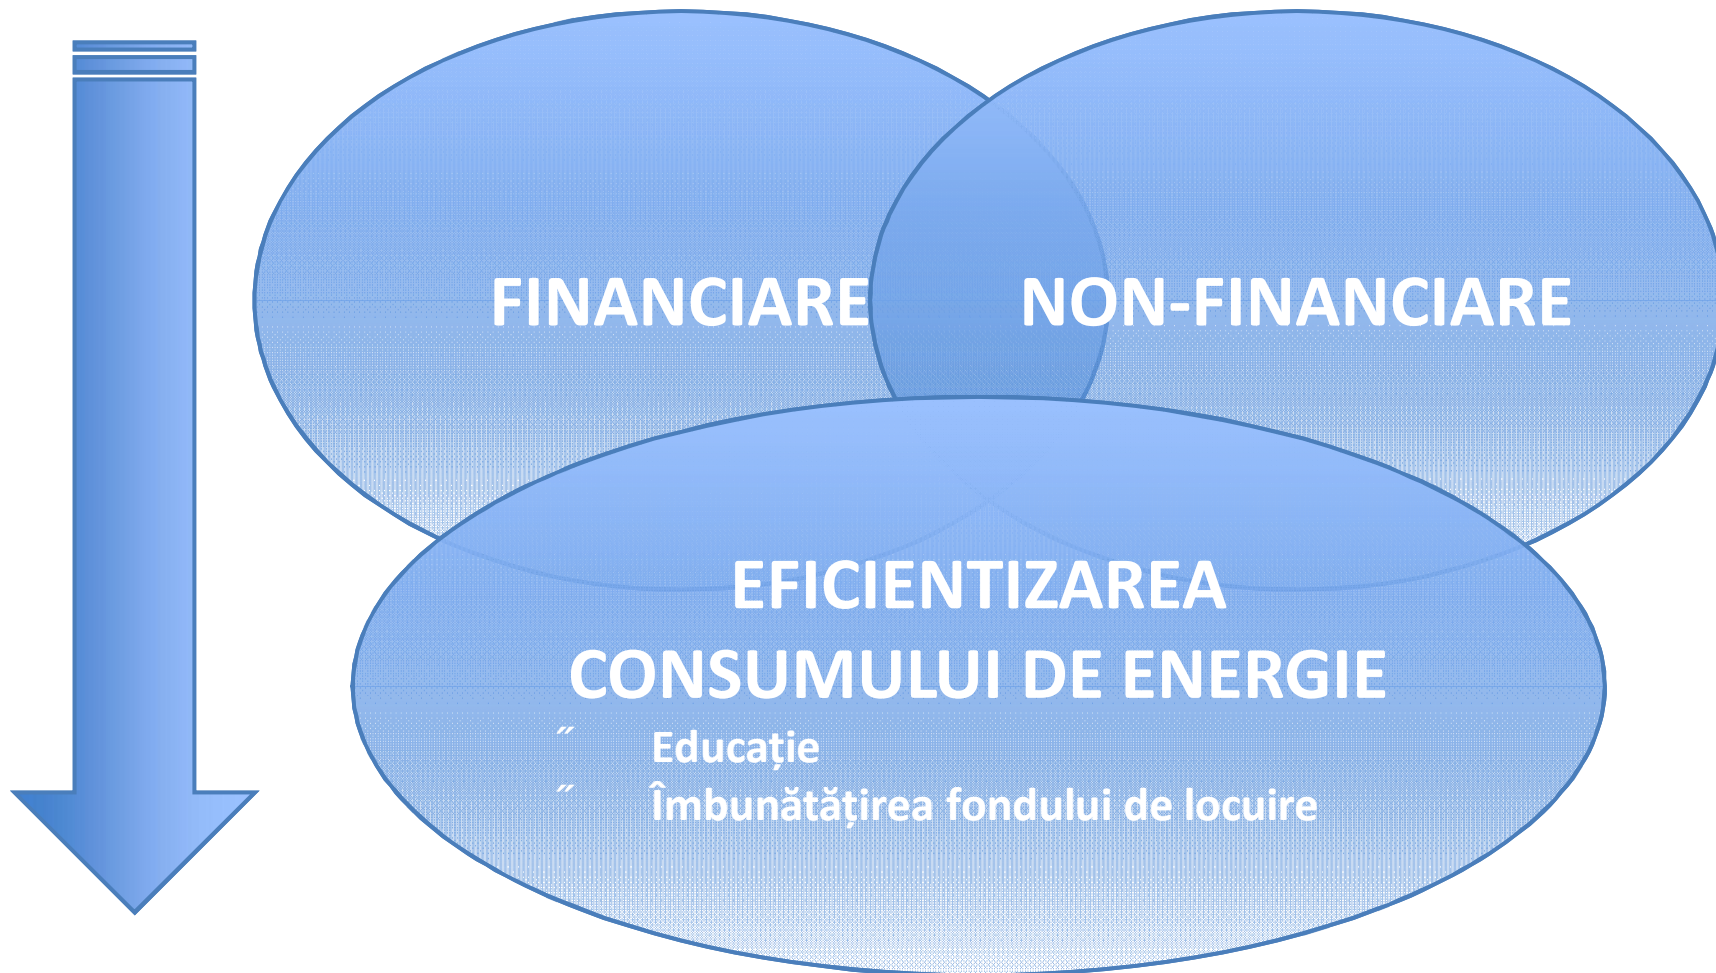 FINANCIARE
NON-FINANCIARE
EFICIENTIZAREA
CONSUMULUI DE ENERGIE
˝ Educație
˝ Îmbunătățirea fondului de locuire